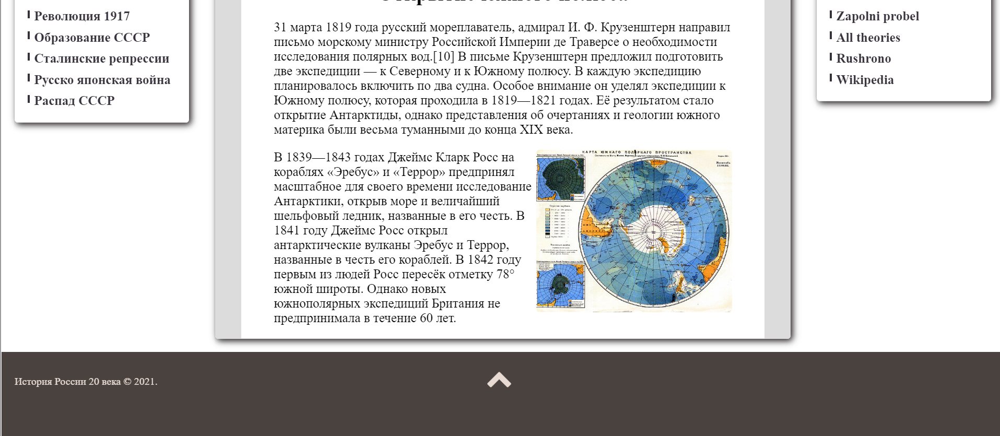 Революция 1917
Образование СССР
Сталинские репрессии
Русско японская война
Распад СССР
31 марта 1819 года русский мореплаватель, адмирал И. Ф. Крузенштерн направил
письмо морскому министру Российской Империи де Траверсе о необходимости
исследования полярных вод.[10] В письме Крузенштерн предложил подготовить
две экспедиции — к Северному и к Южному полюсу. В каждую экспедицию
планировалось включить по два судна. Особое внимание он уделял экспедиции к
Южному полюсу, которая проходила в 1819—1821 годах. Её результатом стало
открытие Антарктиды, однако представления об очертаниях и геологии южного
материка были весьма туманными до конца XIX века.
В 1839—1843 годах Джеймс Кларк Росс на
кораблях «Эребус» и «Террор» предпринял
масштабное для своего времени исследование
Антарктики, открыв море и величайший
шельфовый ледник, названные в его честь. В
1841 году Джеймс Росс открыл
антарктические вулканы Эребус и Террор,
названные в честь его кораблей. В 1842 году
первым из людей Росс пересёк отметку 78°
южной широты. Однако новых
южнополярных экспедиций Британия не
предпринимала в течение 60 лет.
КАРТА ЮЖНАГО ПОЛЯРНАГО ПРОСТРАНСТВА
Zapolni probel
All theories
Rushrono
Wikipedia
История России 20 века © 2021.